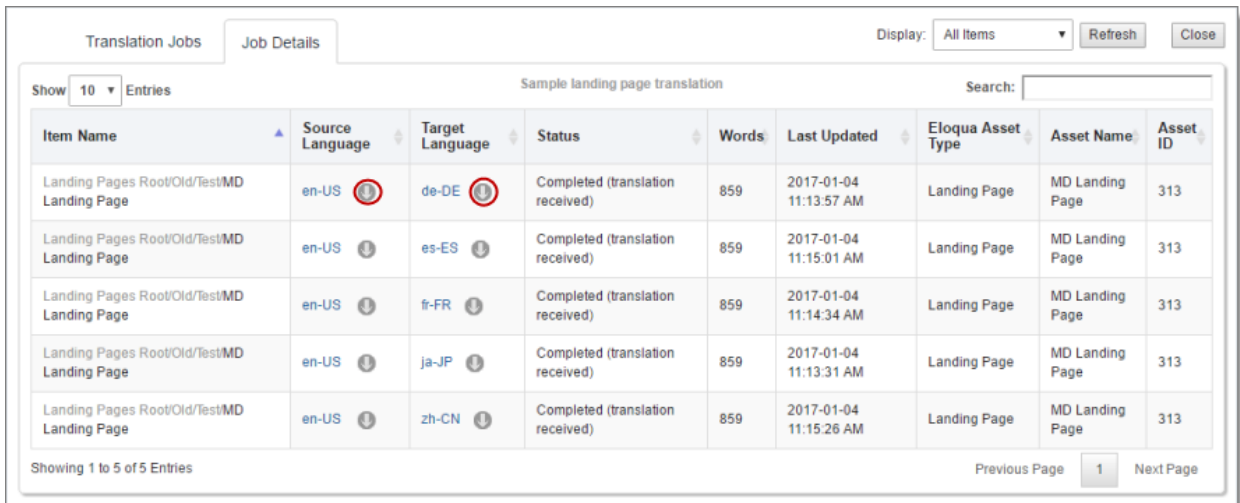 Translation Jobs Job Details Display: All Items Refresh Close
Show 10 Entries Sample landing page translation Search:
Item Name Source Language Target Language Status Words Last Updated Eloqua Asset Type Asset Name Asset ID
Landing Pages Root/Old/Test/MD Landing Page en-US de-DE Completed (translation received) 859 2017-01-04 11:13:57 AM Landing Page MD Landing Page 313
Landing Pages Root/Old/Test/MD Landing Page en-US es-ES Completed (translation received) 859 2017-01-04 11:15:01 AM Landing Page MD Landing Page 313
Landing Pages Root/Old/Test/MD Landing Page en-US fr-FR Completed (translation received) 859 2017-01-04 11:14:34 AM Landing Page MD Landing Page 313
Landing Pages Root/Old/Test/MD Landing Page en-US ja-JP Completed (translation received) 859 2017-01-04 11:13:31 AM Landing Page MD Landing Page 313
Landing Pages Root/Old/Test/MD Landing Page en-US zh-CN Completed (translation received) 859 2017-01-04 11:15:26 AM Landing Page MD Landing Page 313
Showing 1 to 5 of 5 Entries Previous Page 1 Next Page